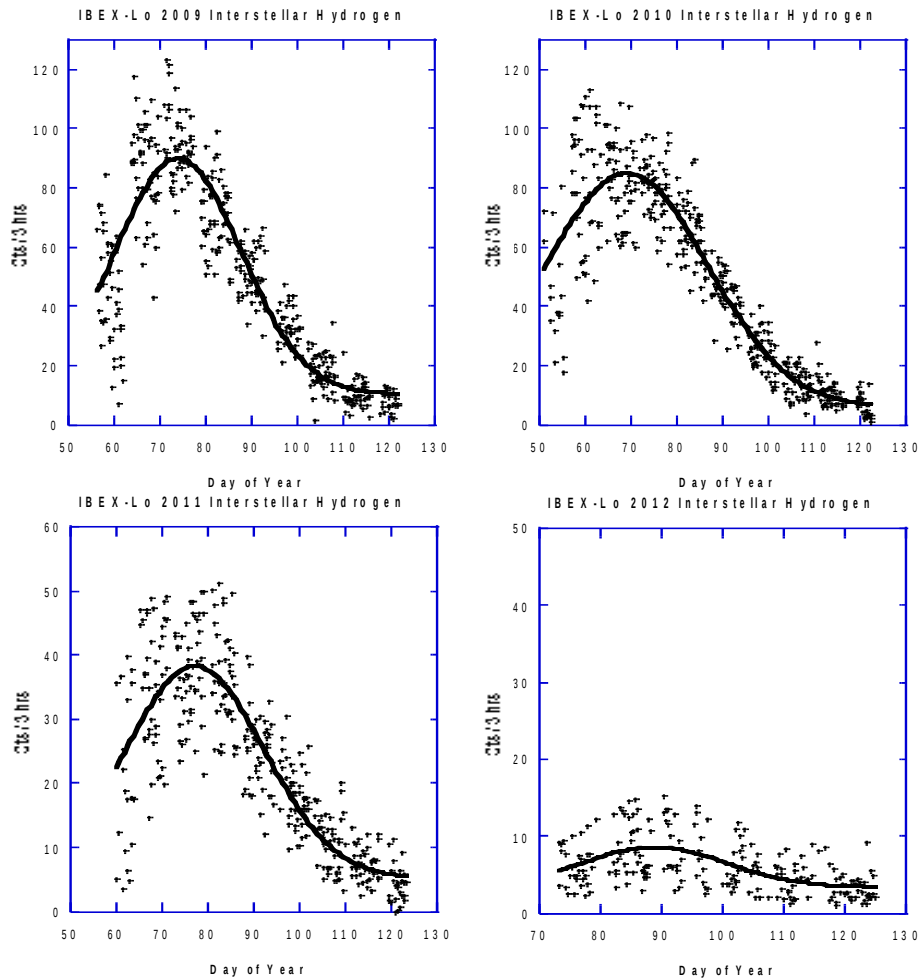 IBEX-Lo 2009 Interstellar Hydrogen
120
100
80
60
40
20
0
Cts/3 hrs
50 60 70 80 90 100 110 120 130
Day of Year
IBEX-Lo 2010 Interstellar Hydrogen
120
100
80
60
40
20
0
Cts/3 hrs
50 60 70 80 90 100 110 120 130
Day of Year
IBEX-Lo 2011 Interstellar Hydrogen
60
50
40
30
20
10
0
Cts/3 hrs
50 60 70 80 90 100 110 120 130
Day of Year
IBEX-Lo 2012 Interstellar Hydrogen
50
40
30
20
10
0
Cts/3 hrs
70 80 90 100 110 120 130
Day of Year